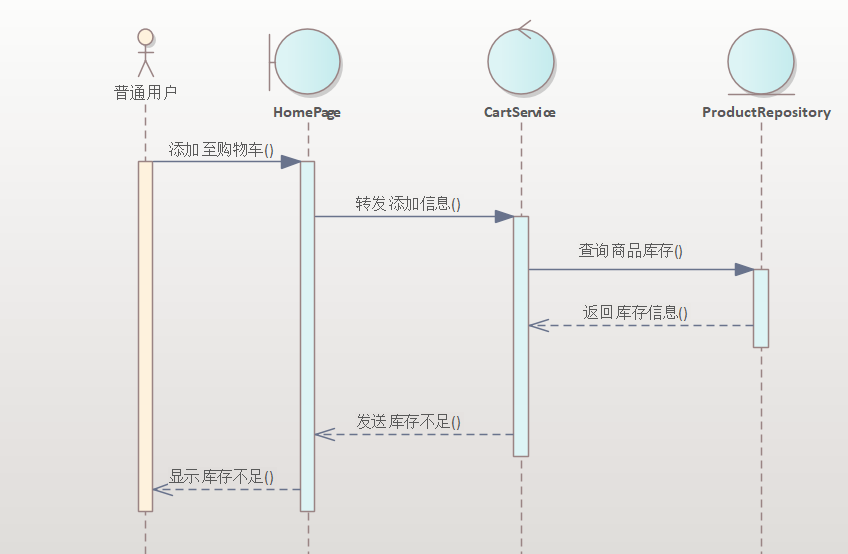 普通用户
HomePage
CartService
ProductRepository
添加至购物车()
转发添加信息()
查询商品库存()
返回库存信息()
发送库存不足()
显示库存不足()